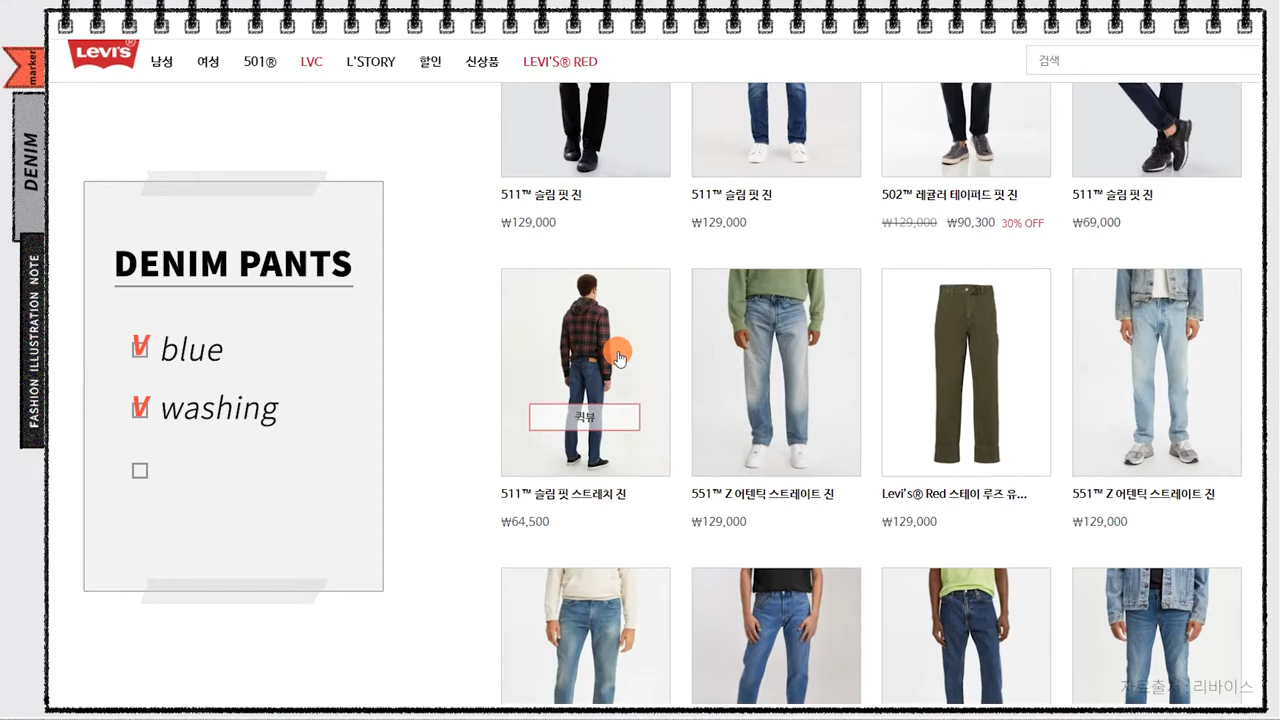 LEVI'S®
남성 여성 501® LVC L'STORY 할인 신상품 LEVI'S® RED
검색
marker
DENIM
FASHION ILLUSTRATION NOTE
DENIM PANTS
blue
washing
511™ 슬림 핏 진
₩129,000
511™ 슬림 핏 진
₩129,000
502™ 레귤러 테이퍼드 핏 진
₩129,000 ₩90,300 30% OFF
511™ 슬림 핏 진
₩69,000
퀵뷰
511™ 슬림 핏 스트레치 진
₩64,500
551™ Z 어텐틱 스트레이트 진
₩129,000
Levi's® Red 스테이 루즈 유...
₩129,000
551™ Z 어텐틱 스트레이트 진
₩129,000
자료출처 : 리바이스